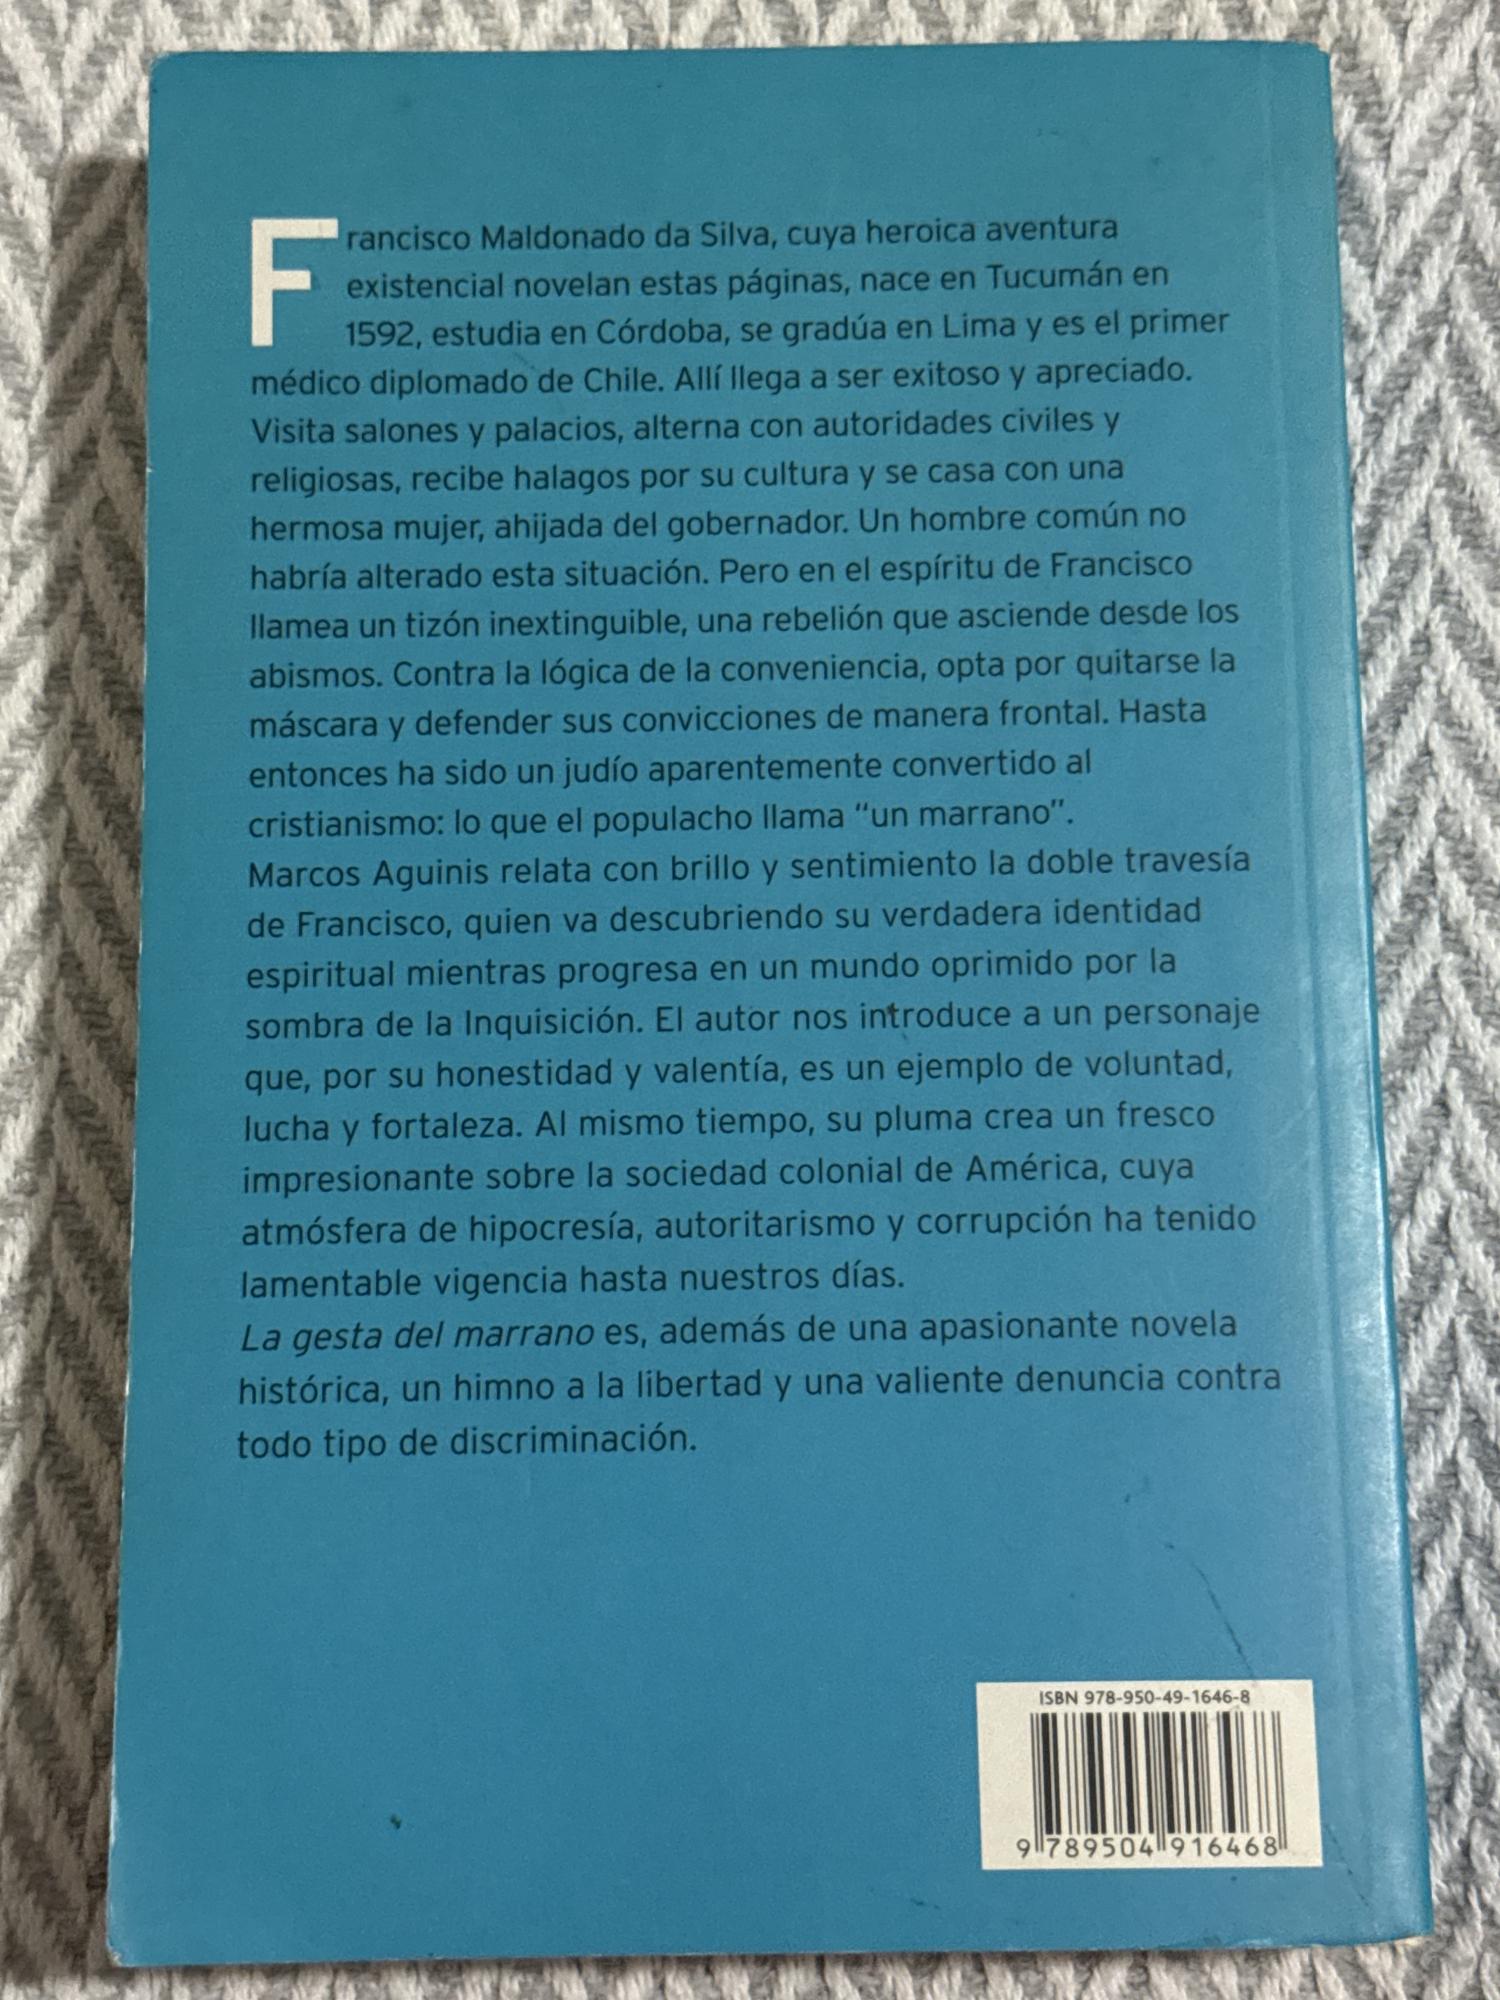 Francisco Maldonado da Silva, cuya heroica aventura
existencial novelan estas páginas, nace en Tucumán en
1592, estudia en Córdoba, se gradúa en Lima y es el primer
médico diplomado de Chile. Allí llega a ser exitoso y apreciado.
Visita salones y palacios, alterna con autoridades civiles y
religiosas, recibe halagos por su cultura y se casa con una
hermosa mujer, ahijada del gobernador. Un hombre común no
habría alterado esta situación. Pero en el espíritu de Francisco
llamea un tizón inextinguible, una rebelión que asciende desde los
abismos. Contra la lógica de la conveniencia, opta por quitarse la
máscara y defender sus convicciones de manera frontal. Hasta
entonces ha sido un judío aparentemente convertido al
cristianismo: lo que el populacho llama “un marrano”.
Marcos Aguinis relata con brillo y sentimiento la doble travesía
de Francisco, quien va descubriendo su verdadera identidad
espiritual mientras progresa en un mundo oprimido por la
sombra de la Inquisición. El autor nos introduce a un personaje
que, por su honestidad y valentía, es un ejemplo de voluntad,
lucha y fortaleza. Al mismo tiempo, su pluma crea un fresco
impresionante sobre la sociedad colonial de América, cuya
atmósfera de hipocresía, autoritarismo y corrupción ha tenido
lamentable vigencia hasta nuestros días.
La gesta del marrano es, además de una apasionante novela
histórica, un himno a la libertad y una valiente denuncia contra
todo tipo de discriminación.
ISBN 978-950-49-1646-8
9 789504 916468